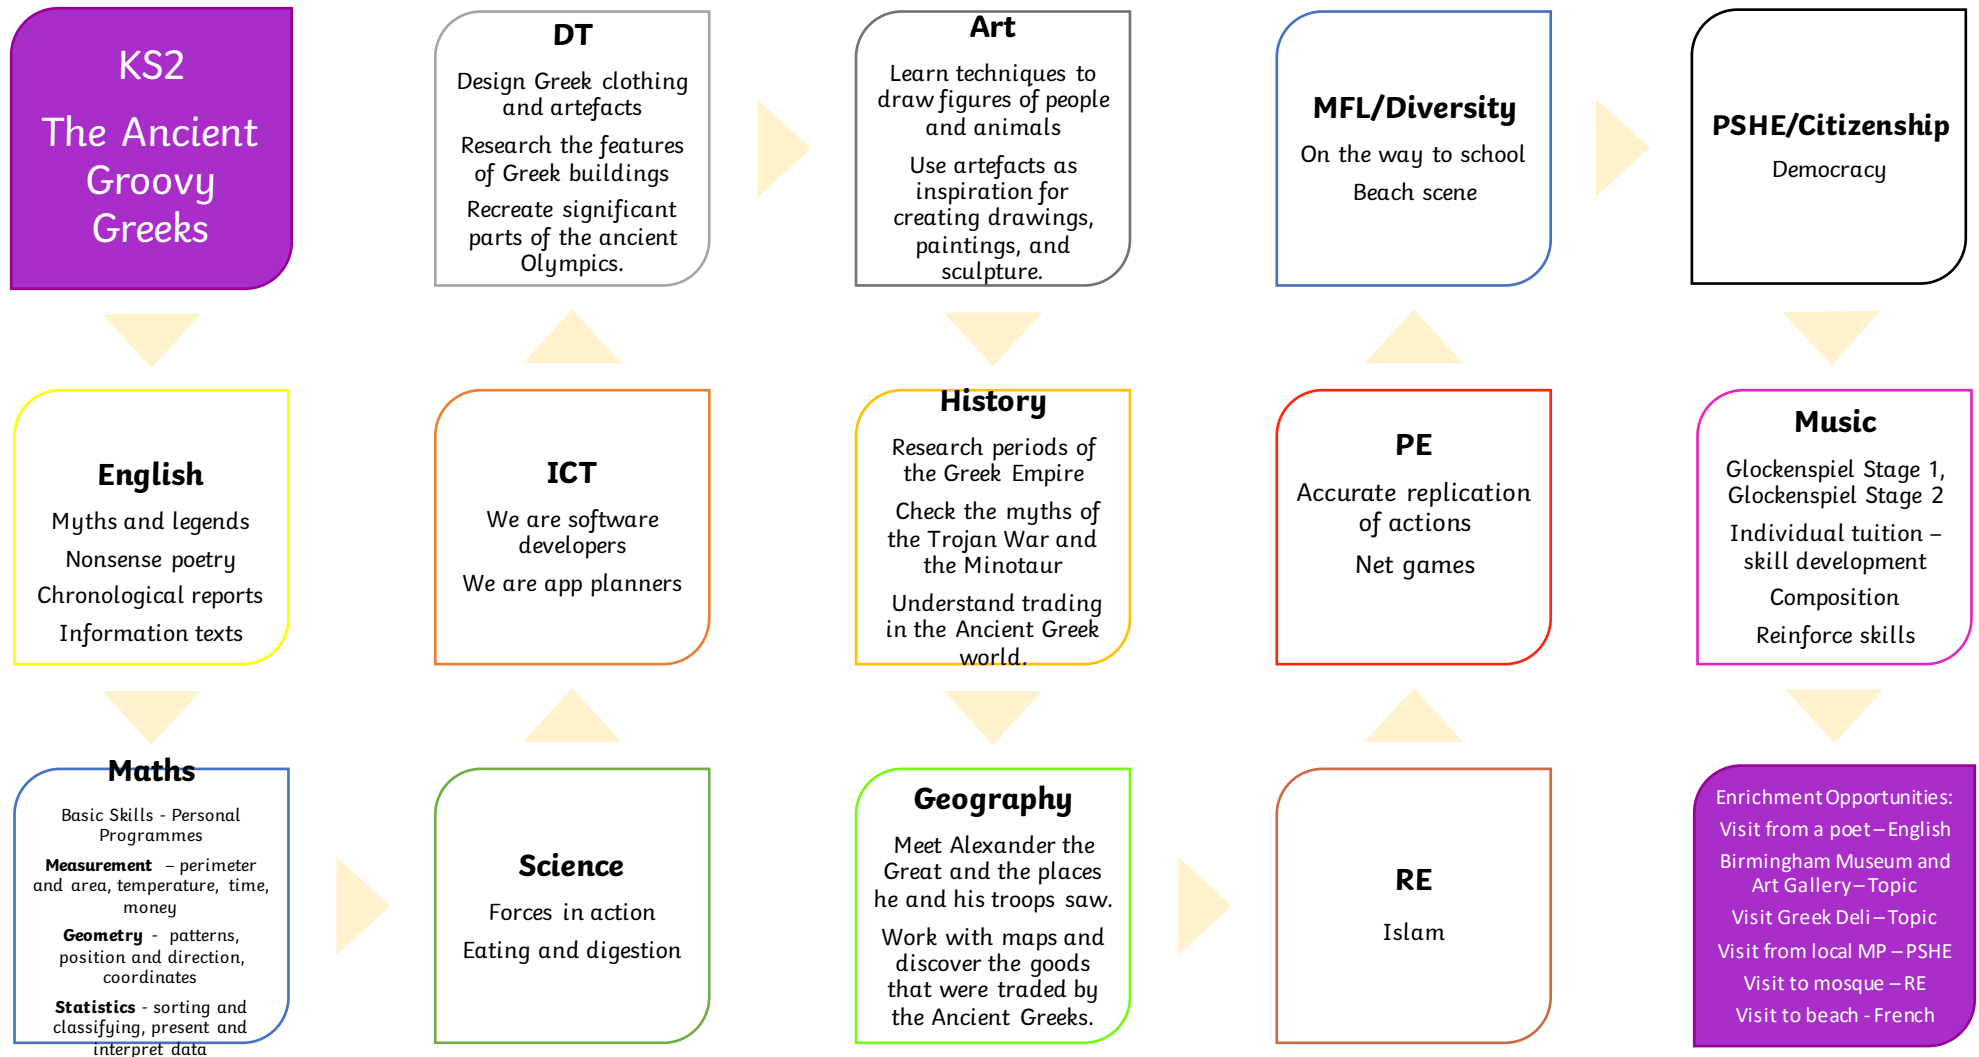 KS2
The Ancient
Groovy
Greeks
English
Myths and legends
Nonsense poetry
Chronological reports
Information texts
Maths
Basic Skills - Personal
Programmes
Measurement – perimeter
and area, temperature, time,
money
Geometry - patterns,
position and direction,
coordinates
Statistics - sorting and
classifying, present and
interpret data
Science
Forces in action
Eating and digestion
ICT
We are software
developers
We are app planners
DT
Design Greek clothing
and artefacts
Research the features
of Greek buildings
Recreate significant
parts of the ancient
Olympics.
Art
Learn techniques to
draw figures of people
and animals
Use artefacts as
inspiration for
creating drawings,
paintings, and
sculpture.
History
Research periods of
the Greek Empire
Check the myths of
the Trojan War and
the Minotaur
Understand trading
in the Ancient Greek
world.
Geography
Meet Alexander the
Great and the places
he and his troops saw.
Work with maps and
discover the goods
that were traded by
the Ancient Greeks.
RE
Islam
PE
Accurate replication
of actions
Net games
MFL/Diversity
On the way to school
Beach scene
PSHE/Citizenship
Democracy
Music
Glockenspiel Stage 1,
Glockenspiel Stage 2
Individual tuition –
skill development
Composition
Reinforce skills
Enrichment Opportunities:
Visit from a poet – English
Birmingham Museum and
Art Gallery – Topic
Visit Greek Deli – Topic
Visit from local MP – PSHE
Visit to mosque – RE
Visit to beach - French